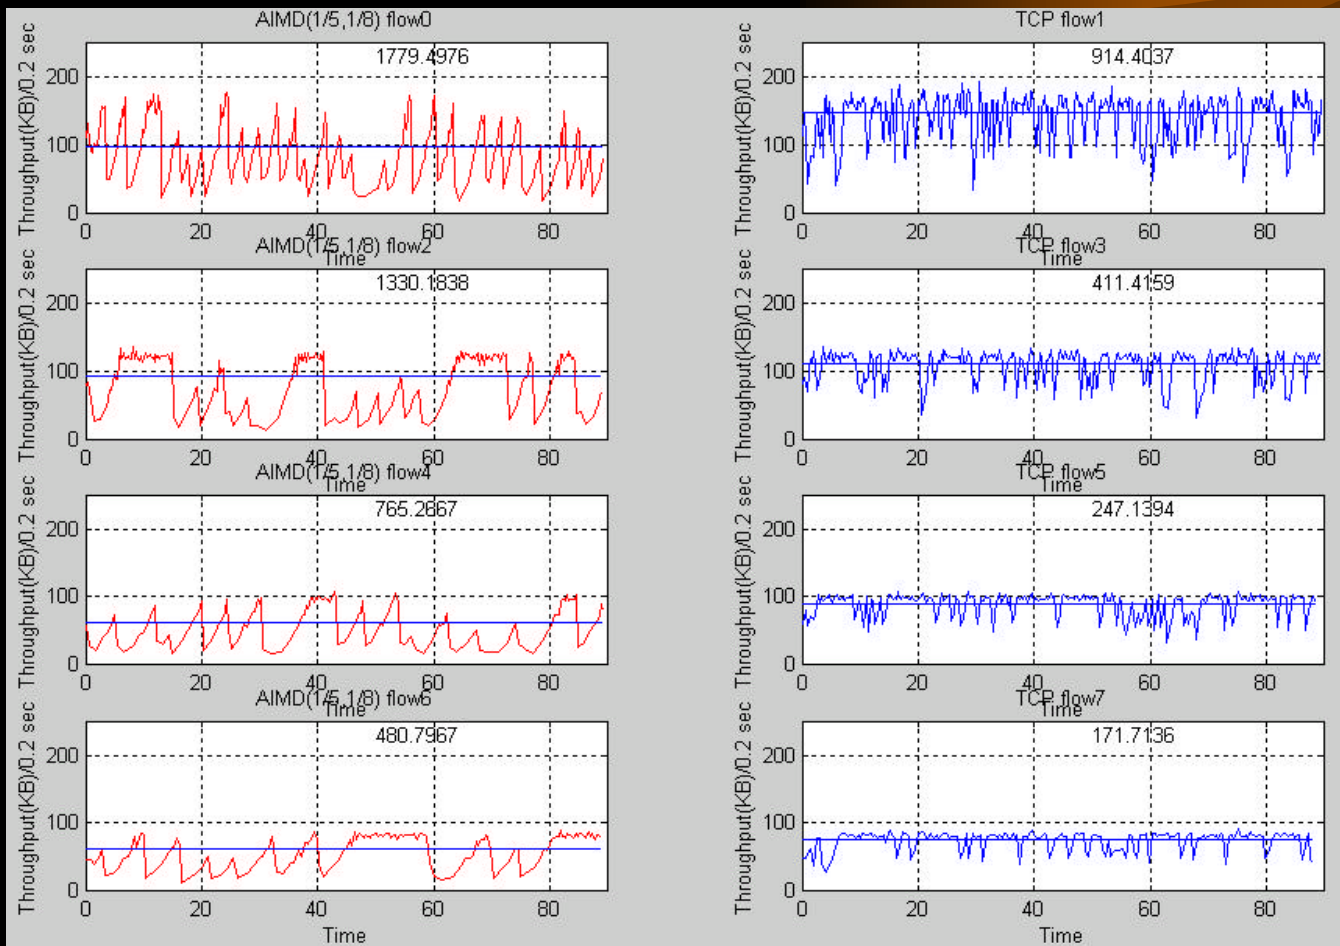 AIMD(1/5,1/8) flow0
1779.4976
Throughput(KB)/0.2 sec
200
100
0
0 20 40 60 80
Time
TCP flow1
914.4037
Throughput(KB)/0.2 sec
200
100
0
0 20 40 60 80
Time
AIMD(1/5,1/8) flow2
1330.1838
Throughput(KB)/0.2 sec
200
100
0
0 20 40 60 80
Time
TCP flow3
411.4159
Throughput(KB)/0.2 sec
200
100
0
0 20 40 60 80
Time
AIMD(1/5,1/8) flow4
765.2667
Throughput(KB)/0.2 sec
200
100
0
0 20 40 60 80
Time
TCP flow5
247.1394
Throughput(KB)/0.2 sec
200
100
0
0 20 40 60 80
Time
AIMD(1/5,1/8) flow6
480.7967
Throughput(KB)/0.2 sec
200
100
0
0 20 40 60 80
Time
TCP flow7
171.7136
Throughput(KB)/0.2 sec
200
100
0
0 20 40 60 80
Time